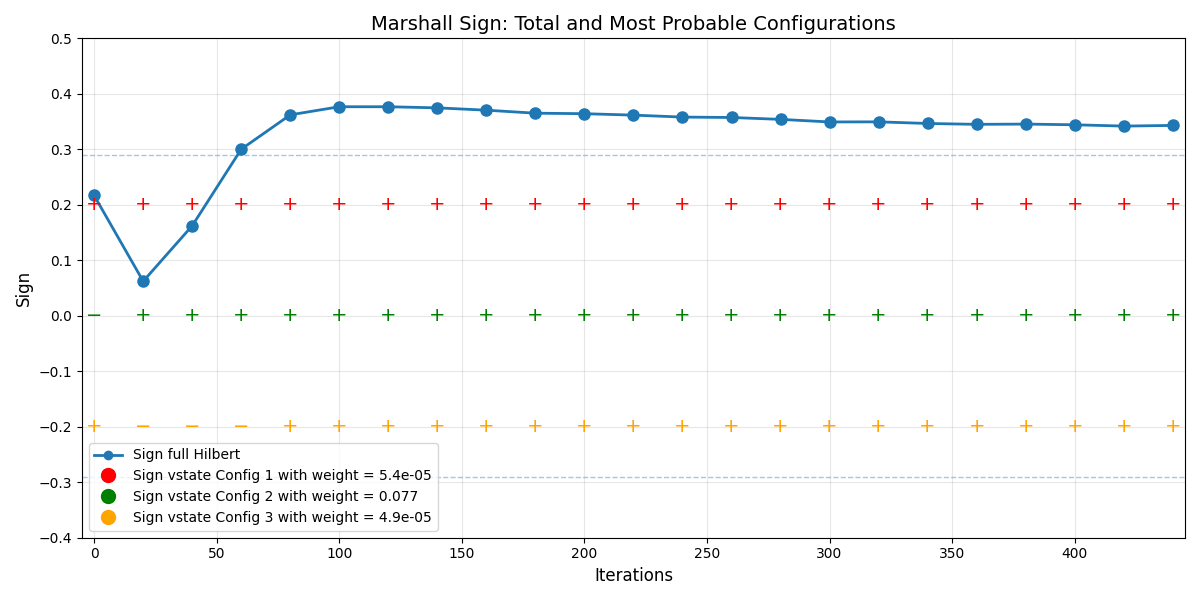 Marshall Sign: Total and Most Probable Configurations
Sign
0.5
0.4
0.3
0.2
0.1
0.0
−0.1
−0.2
−0.3
−0.4
Sign full Hilbert
Sign vstate Config 1 with weight = 5.4e-05
Sign vstate Config 2 with weight = 0.077
Sign vstate Config 3 with weight = 4.9e-05
0 50 100 150 200 250 300 350 400
Iterations